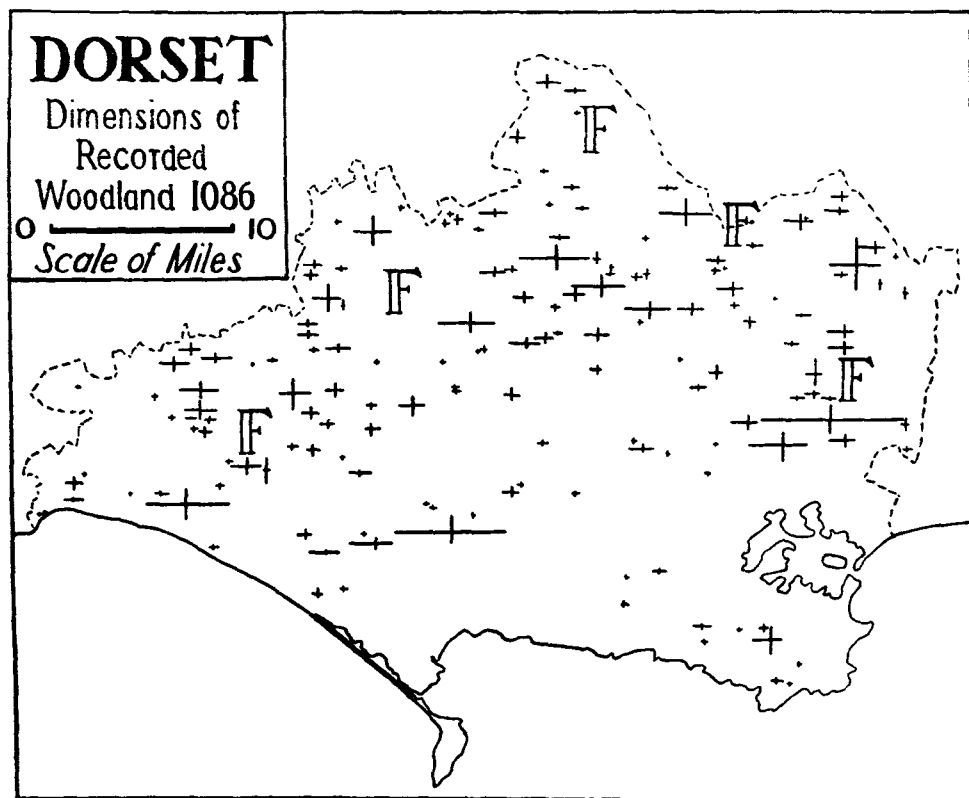 DORSET
Dimensions of
Recorded
Woodland 1086
0 10
Scale of Miles
F
F
F
F
F